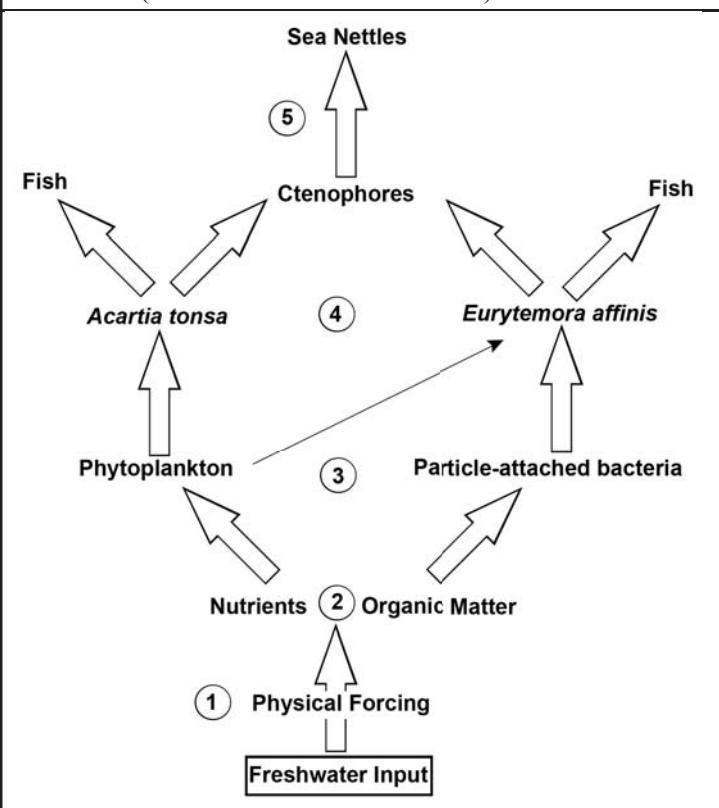 Sea Nettles
5
Fish
Ctenophores
Fish
Acartia tonsa
4
Eurytemora affinis
Phytoplankton
3
Particle-attached bacteria
Nutrients 2 Organic Matter
1 Physical Forcing
Freshwater Input